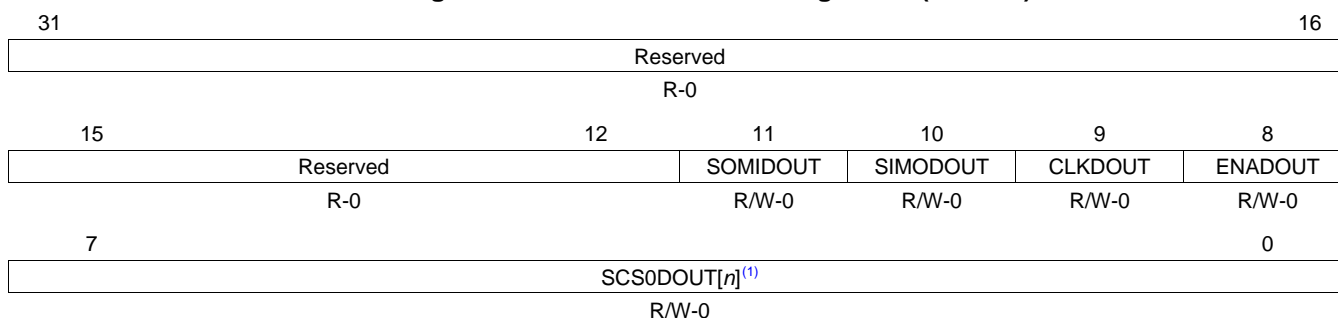 31 16
Reserved
R-0
15 12 11 10 9 8
Reserved SOMIDOUT SIMODOUT CLKDOUT ENADOUT
R-0 R/W-0 R/W-0 R/W-0 R/W-0
7 0
SCS0DOUT[n](1)
R/W-0